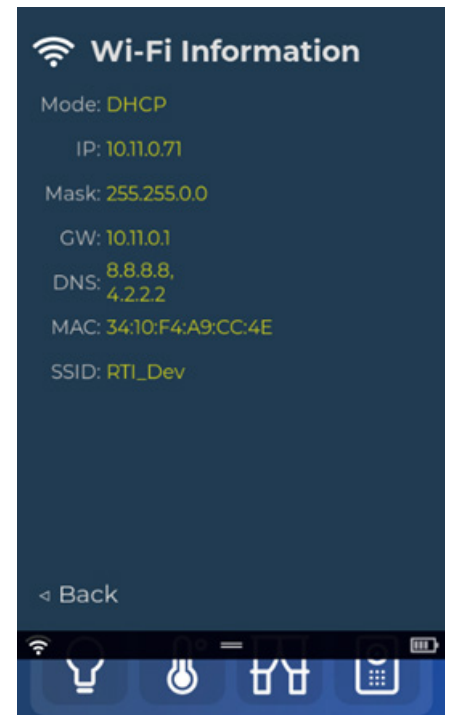 Wi-Fi Information
Mode: DHCP
IP: 10.11.0.71
Mask: 255.255.0.0
GW: 10.11.0.1
DNS: 8.8.8.8,
4.2.2.2
MAC: 34:10:F4:A9:CC:4E
SSID: RTI_Dev
◃ Back